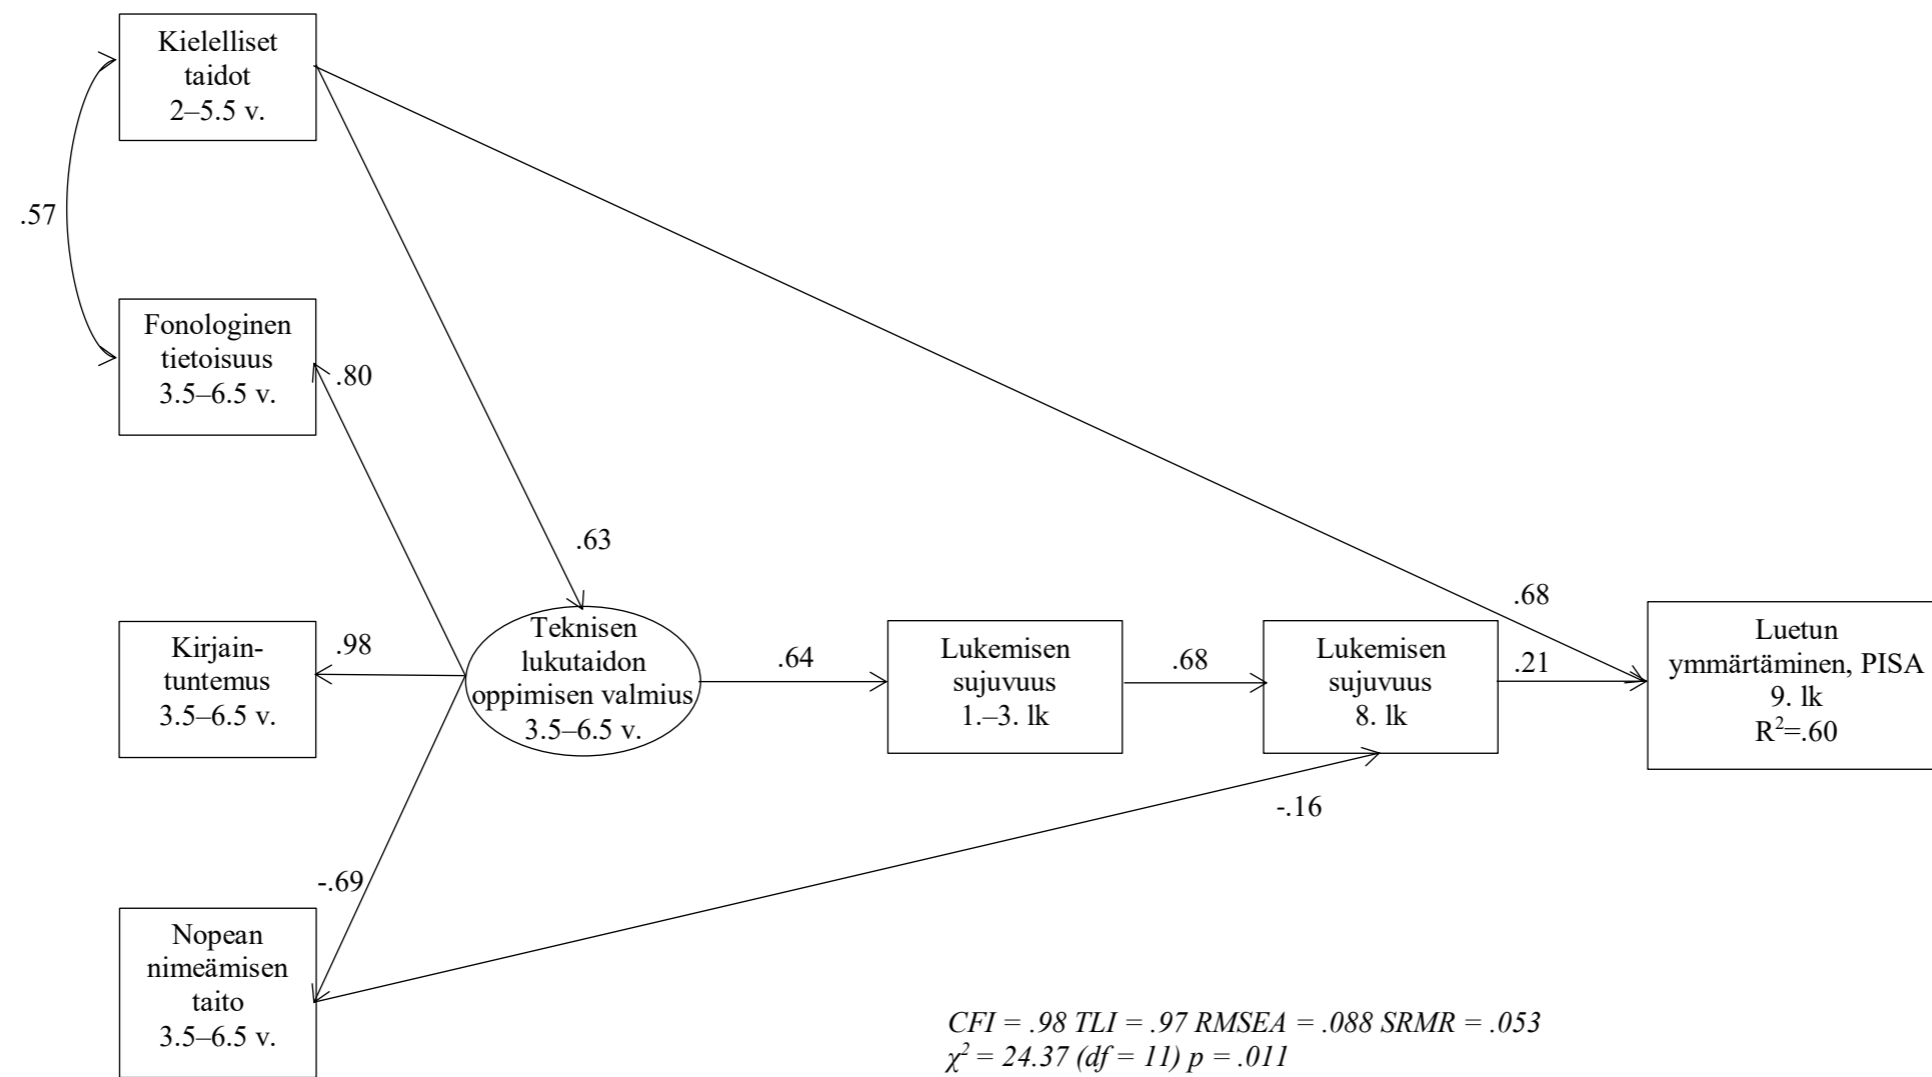 Kielelliset
taidot
2–5.5 v.
.57
Fonologinen
tietoisuus
3.5–6.5 v.
.80
.63
Kirjain-
tuntemus
3.5–6.5 v.
.98
Teknisen
lukutaidon
oppimisen valmius
3.5–6.5 v.
.64
Lukemisen
sujuvuus
1.–3. lk
.68
Lukemisen
sujuvuus
8. lk
.68
.21
Luetun
ymmärtäminen, PISA
9. lk
R²=.60
-.16
-.69
Nopean
nimeämisen
taito
3.5–6.5 v.
CFI = .98 TLI = .97 RMSEA = .088 SRMR = .053
χ² = 24.37 (df = 11) p = .011